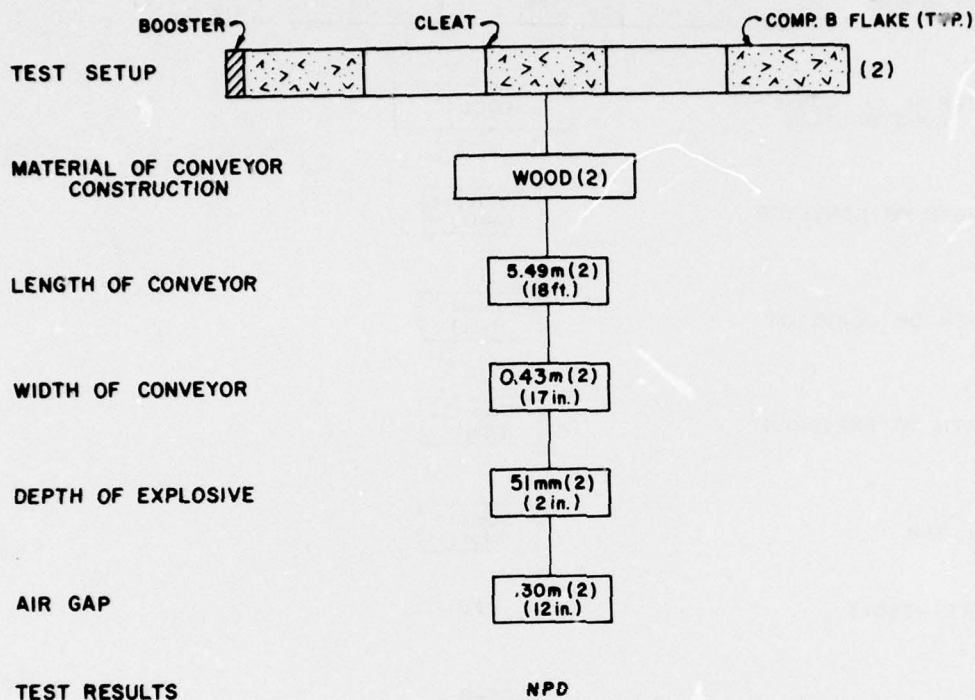 BOOSTER
CLEAT
COMP. B FLAKE (TYP.)
TEST SETUP
(2)
MATERIAL OF CONVEYOR
CONSTRUCTION
WOOD (2)
LENGTH OF CONVEYOR
5.49m (2)
(18 ft.)
WIDTH OF CONVEYOR
0.43m (2)
(17 in.)
DEPTH OF EXPLOSIVE
51mm (2)
(2 in.)
AIR GAP
.30m (2)
(12 in.)
TEST RESULTS
NPD